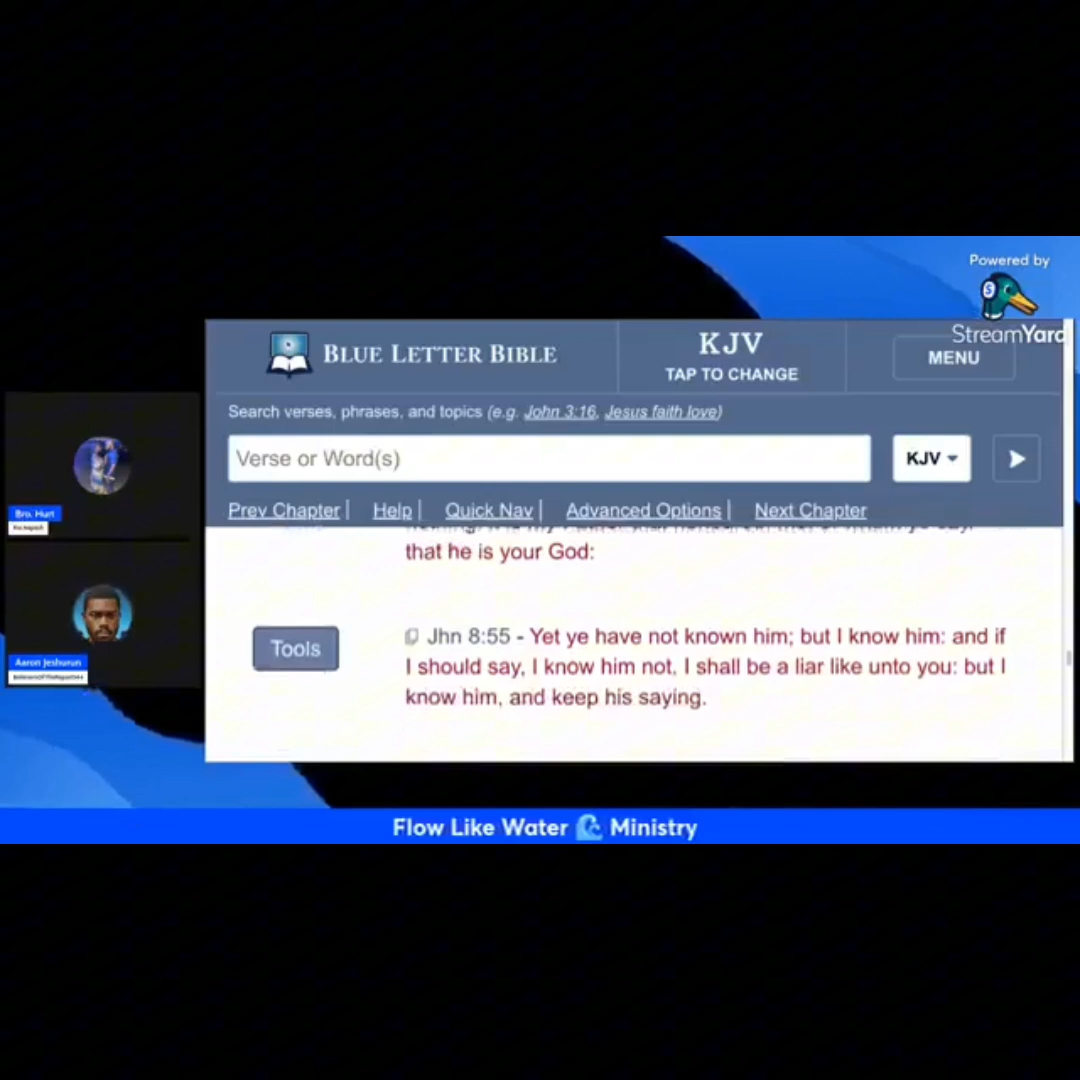 Powered by
StreamYard
BLUE LETTER BIBLE
KJV
TAP TO CHANGE
MENU
Search verses, phrases, and topics (e.g. John 3:16, Jesus faith love)
Verse or Word(s)
KJV
Prev Chapter |
Help |
Quick Nav |
Advanced Options |
Next Chapter
that he is your God:
Tools
Jhn 8:55 - Yet ye have not known him; but I know him: and if
I should say, I know him not, I shall be a liar like unto you: but I
know him, and keep his saying.
Bro. Hurt
Aaron Jeshurun
Flow Like Water 🌊 Ministry